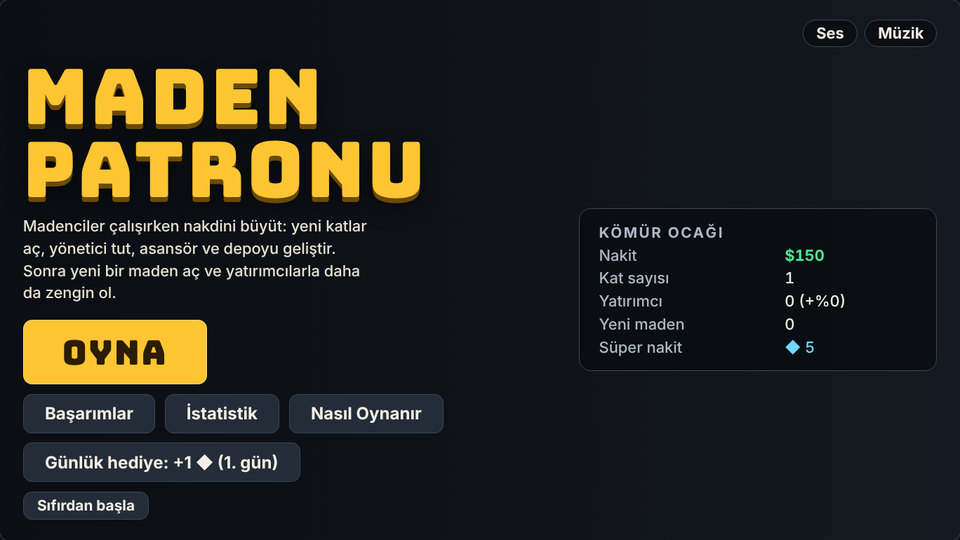 Ses Müzik
MADEN
PATRONU
Madenciler çalışırken nakdini büyüt: yeni katlar
aç, yönetici tut, asansör ve depoyu geliştir.
Sonra yeni bir maden aç ve yatırımcılarla daha
da zengin ol.
OYNA
Başarımlar İstatistik Nasıl Oynanır
Günlük hediye: +1 ◆ (1. gün)
Sıfırdan başla
KÖMÜR OCAĞI
Nakit $150
Kat sayısı 1
Yatırımcı 0 (+%0)
Yeni maden 0
Süper nakit ◆ 5